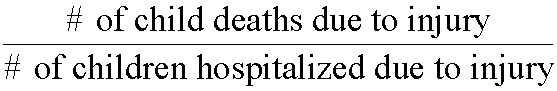 # of child deaths due to injury
# of children hospitalized due to injury